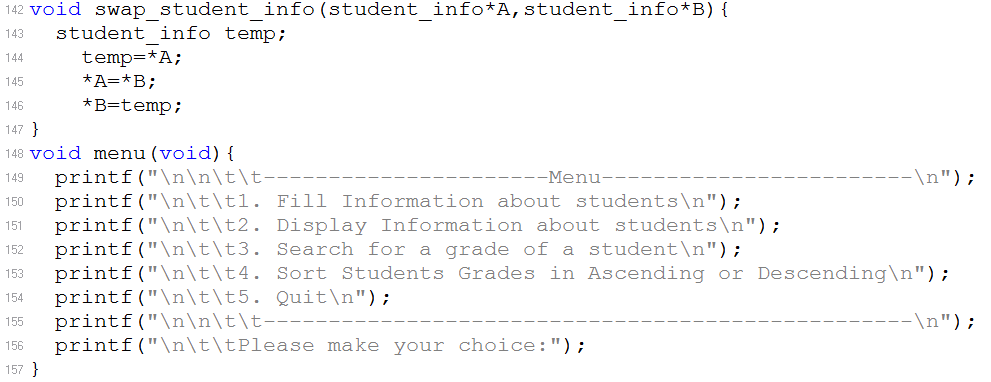 142 void swap_student_info(student_info*A,student_info*B){
143   student_info temp;
144     temp=*A;
145     *A=*B;
146     *B=temp;
147 }
148 void menu(void){
149   printf("\n\n\t\t----------------------Menu------------------------\n");
150   printf("\n\t\t1. Fill Information about students\n");
151   printf("\n\t\t2. Display Information about students\n");
152   printf("\n\t\t3. Search for a grade of a student\n");
153   printf("\n\t\t4. Sort Students Grades in Ascending or Descending\n");
154   printf("\n\t\t5. Quit\n");
155   printf("\n\n\t\t--------------------------------------------------\n");
156   printf("\n\t\tPlease make your choice:");
157 }